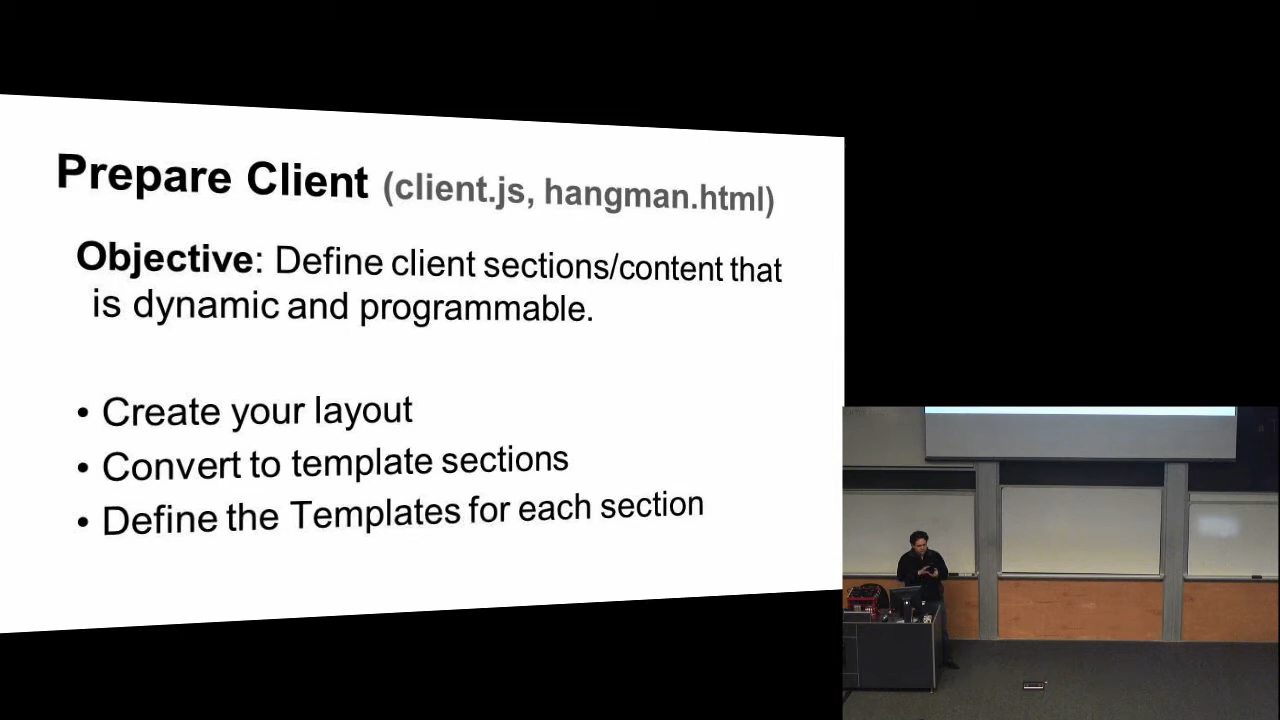 Prepare Client (client.js, hangman.html)
Objective: Define client sections/content that
is dynamic and programmable.
• Create your layout
• Convert to template sections
• Define the Templates for each section